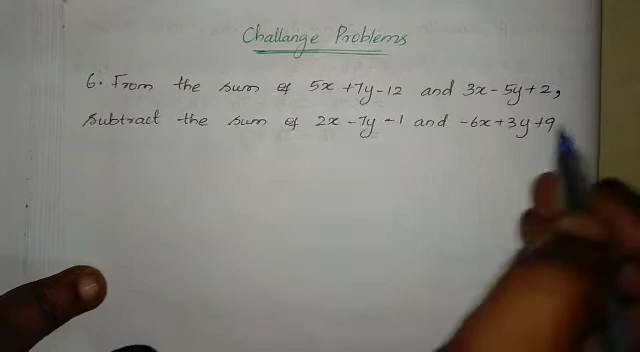 Challange Problems
6. From the sum of 5x +7y-12 and 3x-5y+2,
Subtract the sum of 2x-7y-1 and -6x+3y+9